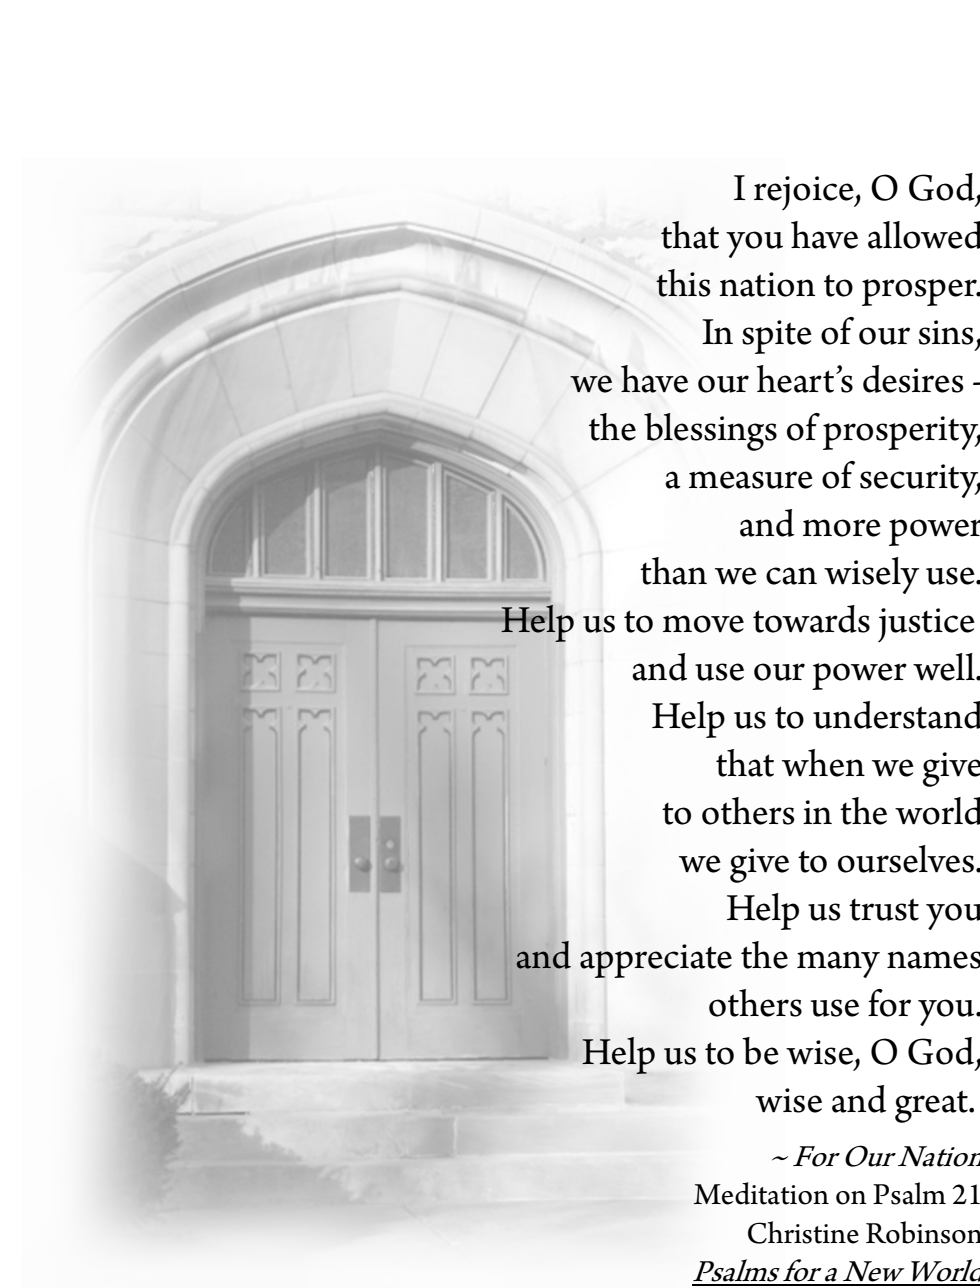 I rejoice, O God,
that you have allowed
this nation to prosper.
In spite of our sins,
we have our heart’s desires -
the blessings of prosperity,
a measure of security,
and more power
than we can wisely use.
Help us to move towards justice
and use our power well.
Help us to understand
that when we give
to others in the world
we give to ourselves.
Help us trust you
and appreciate the many names
others use for you.
Help us to be wise, O God,
wise and great.
~ For Our Nation
Meditation on Psalm 21
Christine Robinson
Psalms for a New World